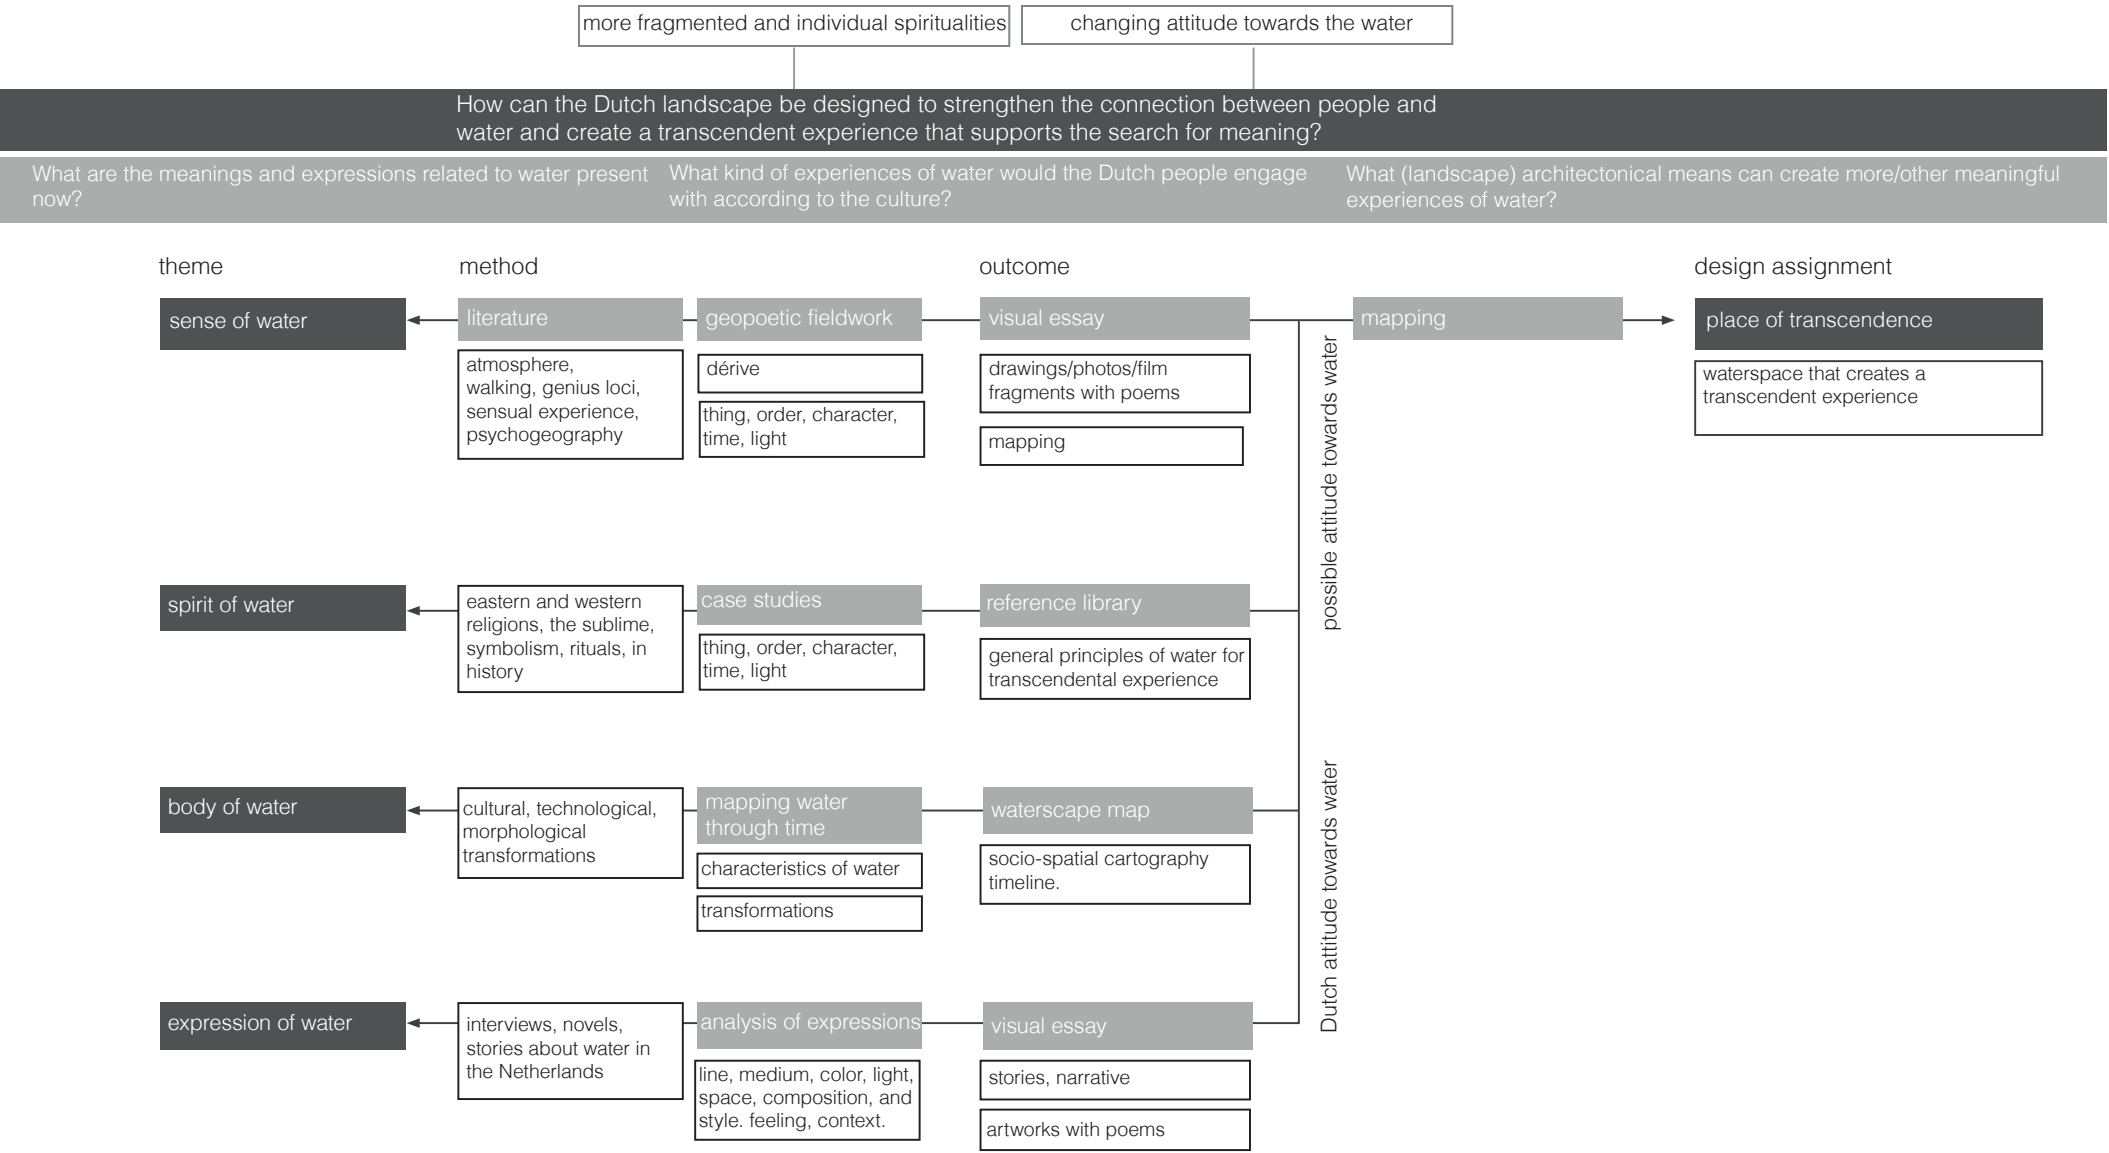 more fragmented and individual spiritualities
changing attitude towards the water
How can the Dutch landscape be designed to strengthen the connection between people and
water and create a transcendent experience that supports the search for meaning?
What are the meanings and expressions related to water present
now?
What kind of experiences of water would the Dutch people engage
with according to the culture?
What (landscape) architectonical means can create more/other meaningful
experiences of water?
theme
method
outcome
design assignment
sense of water
literature
geopoetic fieldwork
visual essay
mapping
place of transcendence
atmosphere,
walking, genius loci,
sensual experience,
psychogeography
dérive
thing, order, character,
time, light
drawings/photos/film
fragments with poems
mapping
waterspace that creates a
transcendent experience
possible attitude towards water
spirit of water
eastern and western
religions, the sublime,
symbolism, rituals, in
history
case studies
thing, order, character,
time, light
reference library
general principles of water for
transcendental experience
body of water
cultural, technological,
morphological
transformations
mapping water
through time
characteristics of water
transformations
waterscape map
socio-spatial cartography
timeline.
Dutch attitude towards water
expression of water
interviews, novels,
stories about water in
the Netherlands
analysis of expressions
line, medium, color, light,
space, composition, and
style. feeling, context.
visual essay
stories, narrative
artworks with poems